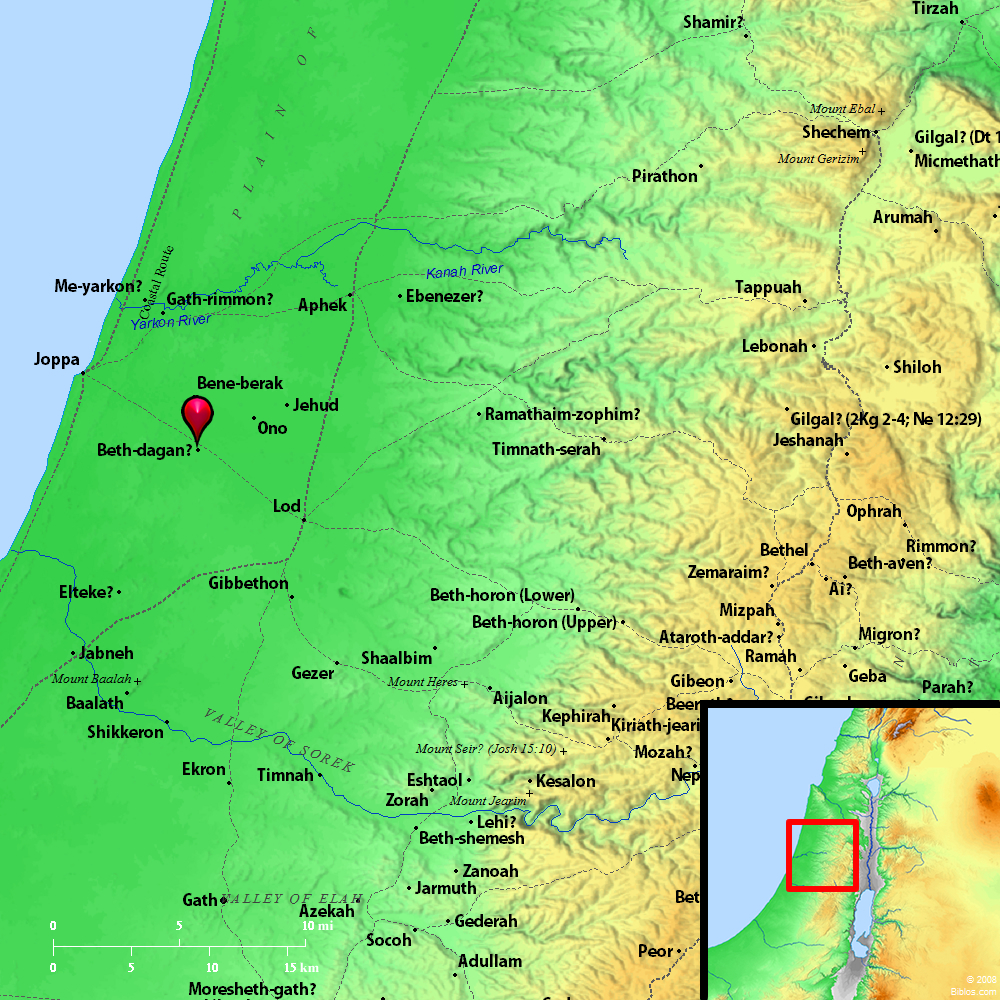 Tirzah
Shamir?
PLAIN OF
Mount Ebal
Shechem
Gilgal? (Dt 1
Micmethath
Mount Gerizim
Pirathon
Arumah
Coastal Route
Kanah River
Me-yarkon?
Gath-rimmon?
Aphek
Ebenezer?
Tappuah
Yarkon River
Lebonah
Joppa
Shiloh
Bene-berak
Jehud
Ono
Ramathaim-zophim?
Gilgal? (2Kg 2-4; Ne 12:29)
Jeshanah
Beth-dagan?
Timnath-serah
Lod
Ophrah
Bethel
Rimmon?
Beth-aven?
Zemaraim?
Ai?
Gibbethon
Elteke?
Beth-horon (Lower)
Mizpah
Beth-horon (Upper)
Ataroth-addar?
Migron?
Jabneh
Shaalbim
Ramah
N
Gezer
Mount Baalah
Mount Heres
Gibeon
Geba
Parah?
Baalath
Aijalon
Beer
Kephirah
Kiriath-jeari
Shikkeron
VALLEY OF SOREK
Mount Seir? (Josh 15:10)
Mozah?
Ekron
Timnah
Eshtaol
Kesalon
Nep
Zorah
Mount Jearim
Lehi?
Beth-shemesh
Zanoah
Jarmuth
Gath
VALLEY OF ELAH
Azekah
Bet
Gederah
0 5 10 mi
Socoh
Peor
0 5 10 15 km
Adullam
Moresheth-gath?
© 2008
Biblos.com